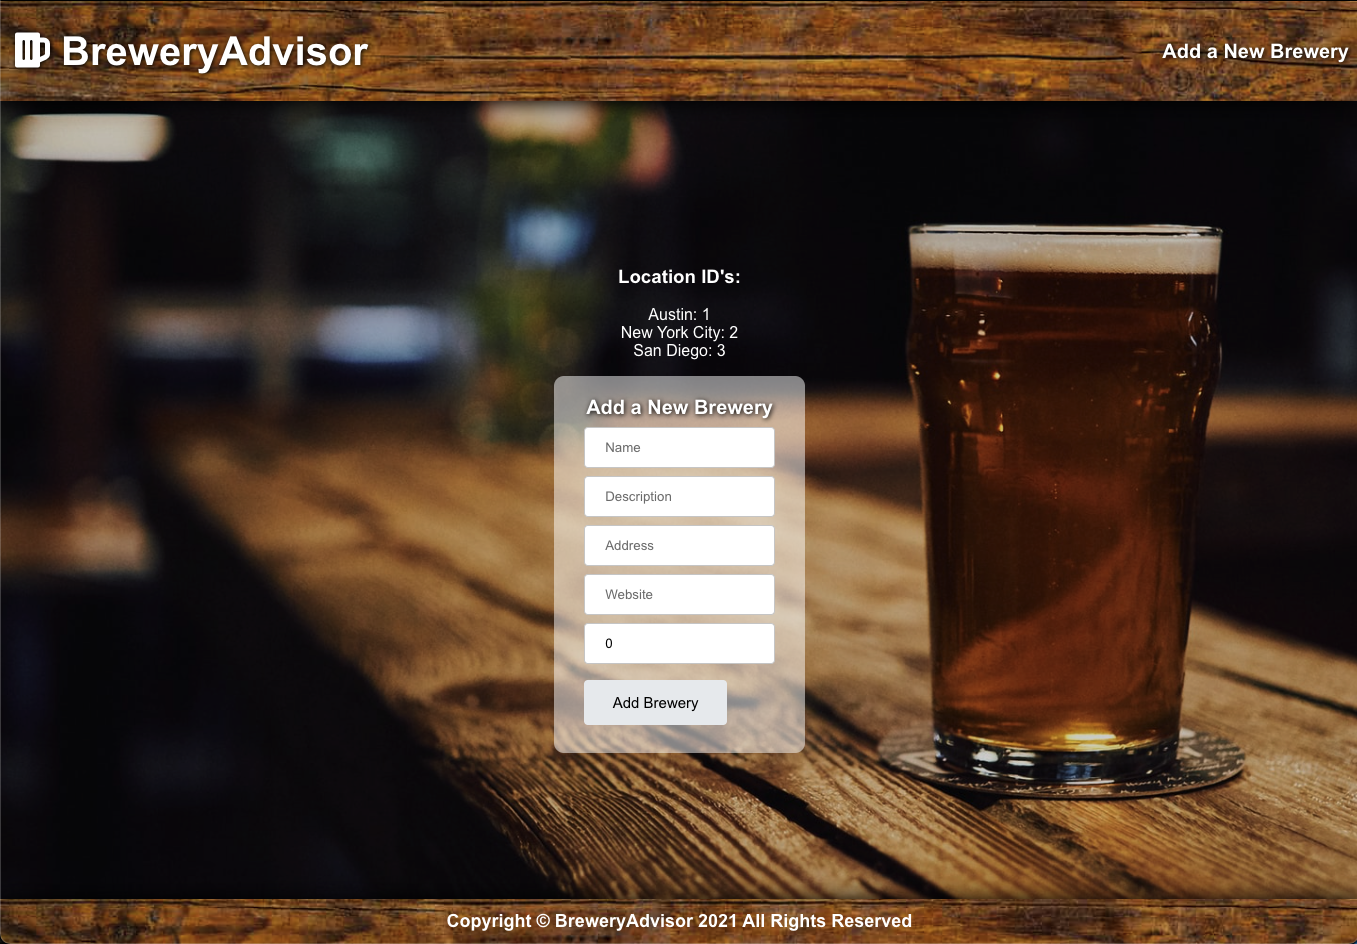 BreweryAdvisor
Add a New Brewery
Location ID's:
Austin: 1
New York City: 2
San Diego: 3
Add a New Brewery
Name
Description
Address
Website
0
Add Brewery
Copyright © BreweryAdvisor 2021 All Rights Reserved